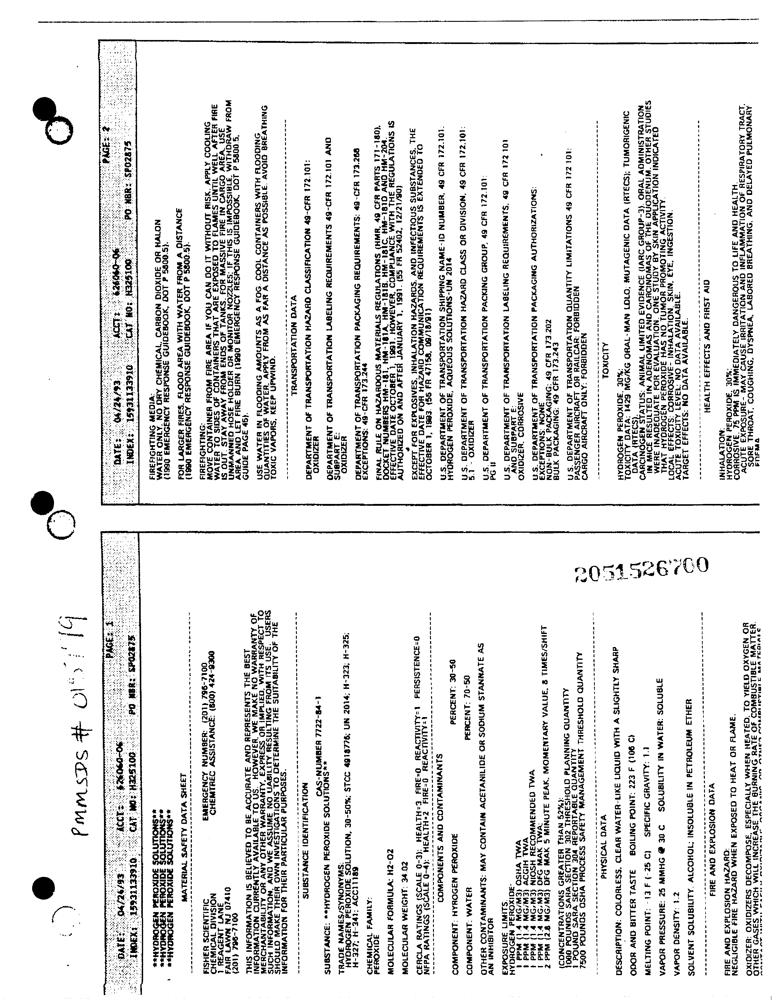 PMMSDS # 015719
DATE: 04/24/93 ACCT: 626060-06 PAGE: 1
INDEX: 15931133910 CAT NO: H325100 PO NBR: SP02875
**HYDROGEN PEROXIDE SOLUTIONS**
**HYDROGEN PEROXIDE SOLUTIONS**
**HYDROGEN PEROXIDE SOLUTIONS**
MATERIAL SAFETY DATA SHEET
FISHER SCIENTIFIC EMERGENCY NUMBER: (201) 796-7100
CHEMICAL DIVISION CHEMTREC ASSISTANCE: (800) 424-9300
1 REAGENT LANE
FAIR LAWN NJ 07410
(201) 796-7100
THIS INFORMATION IS BELIEVED TO BE ACCURATE AND REPRESENTS THE BEST
INFORMATION CURRENTLY AVAILABLE TO US. HOWEVER, WE MAKE NO WARRANTY OF
MERCHANTABILITY OR ANY OTHER WARRANTY, EXPRESS OR IMPLIED, WITH RESPECT TO
SUCH INFORMATION, AND WE ASSUME NO LIABILITY RESULTING FROM ITS USE. USERS
SHOULD MAKE THEIR OWN INVESTIGATIONS TO DETERMINE THE SUITABILITY OF THE
INFORMATION FOR THEIR PARTICULAR PURPOSES.
SUBSTANCE IDENTIFICATION
CAS-NUMBER 7722-84-1
SUBSTANCE: **HYDROGEN PEROXIDE SOLUTIONS**
TRADE NAMES/SYNONYMS:
HYDROGEN PEROXIDE SOLUTION, 30-50%; STCC 4918776; UN 2014; H-323; H-325;
H-327; H-341; ACC11189
CHEMICAL FAMILY:
PEROXIDE
MOLECULAR FORMULA: H2-O2
MOLECULAR WEIGHT: 34.02
CERCLA RATINGS (SCALE 0-3): HEALTH=3 FIRE=0 REACTIVITY=1 PERSISTENCE=0
NFPA RATINGS (SCALE 0-4): HEALTH=2 FIRE=0 REACTIVITY=1
COMPONENTS AND CONTAMINANTS
COMPONENT: HYROGEN PEROXIDE PERCENT: 30-50
COMPONENT: WATER PERCENT: 70-50
OTHER CONTAMINANTS: MAY CONTAIN ACETANILIDE OR SODIUM STANNATE AS
AN INHIBITOR
EXPOSURE LIMITS:
HYDROGEN PEROXIDE:
1 PPM (1.4 MG/M3) OSHA TWA
1 PPM (1.4 MG/M3) ACGIH TWA
1 PPM (1.4 MG/M3) NIOSH RECOMMENDED TWA
1 PPM (1.4 MG/M3) DFG MAK TWA;
2 PPM (2.8 MG/M3) DFG MAK 5 MINUTE PEAK, MOMENTARY VALUE, 8 TIMES/SHIFT
(CONCENTRATIONS GREATER THAN 52%)
1000 POUNDS SARA SECTION 302 THRESHOLD PLANNING QUANTITY
1 POUND SARA SECTION 304 REPORTABLE QUANTITY
7500 POUNDS OSHA PROCESS SAFETY MANAGEMENT THRESHOLD QUANTITY
PHYSICAL DATA
DESCRIPTION: COLORLESS, CLEAR WATER-LIKE LIQUID WITH A SLIGHTLY SHARP
ODOR AND BITTER TASTE BOILING POINT: 223 F (106 C)
MELTING POINT: -13 F (-25 C) SPECIFIC GRAVITY: 1.1
VAPOR PRESSURE: 25 MMHG @ 30 C SOLUBILITY IN WATER: SOLUBLE
VAPOR DENSITY: 1.2
SOLVENT SOLUBILITY: ALCOHOL; INSOLUBLE IN PETROLEUM ETHER
FIRE AND EXPLOSION DATA
FIRE AND EXPLOSION HAZARD:
NEGLIGIBLE FIRE HAZARD WHEN EXPOSED TO HEAT OR FLAME.
OXIDIZER: OXIDIZERS DECOMPOSE, ESPECIALLY WHEN HEATED, TO YIELD OXYGEN OR
OTHER GASES WHICH WILL INCREASE THE BURNING RATE OF COMBUSTIBLE MATTER.
2051526700
DATE: 04/24/93 ACCT: 626060-06 PAGE: 2
INDEX: 15931133910 CAT NO: H325100 PO NBR: SP02875
FIREFIGHTING MEDIA:
WATER ONLY, NO DRY CHEMICAL, CARBON DIOXIDE OR HALON
(1990 EMERGENCY RESPONSE GUIDEBOOK, DOT P 5800.5).
FOR LARGER FIRES, FLOOD AREA WITH WATER FROM A DISTANCE
(1990 EMERGENCY RESPONSE GUIDEBOOK, DOT P 5800.5).
FIREFIGHTING:
MOVE CONTAINER FROM FIRE AREA IF YOU CAN DO IT WITHOUT RISK. APPLY COOLING
WATER TO SIDES OF CONTAINERS THAT ARE EXPOSED TO FLAMES UNTIL WELL AFTER FIRE
IS OUT. STAY AWAY FROM ENDS OF TANKS. FOR MASSIVE FIRE IN CARGO AREA, USE
UNMANNED HOSE HOLDER OR MONITOR NOZZLES; IF THIS IS IMPOSSIBLE, WITHDRAW FROM
AREA AND LET FIRE BURN (1990 EMERGENCY RESPONSE GUIDEBOOK, DOT P 5800.5,
GUIDE PAGE 45).
USE WATER IN FLOODING AMOUNTS AS A FOG. COOL CONTAINERS WITH FLOODING
QUANTITIES OF WATER, APPLY FROM AS FAR A DISTANCE AS POSSIBLE. AVOID BREATHING
TOXIC VAPORS, KEEP UPWIND.
TRANSPORTATION DATA
DEPARTMENT OF TRANSPORTATION HAZARD CLASSIFICATION 49-CFR 172.101:
OXIDIZER
DEPARTMENT OF TRANSPORTATION LABELING REQUIREMENTS 49-CFR 172.101 AND
SUBPART E:
OXIDIZER
DEPARTMENT OF TRANSPORTATION PACKAGING REQUIREMENTS: 49-CFR 173.266
EXCEPTIONS: 49-CFR 173.244
FINAL RULE ON HAZARDOUS MATERIALS REGULATIONS (HMR, 49 CFR PARTS 171-180),
DOCKET NUMBERS HM-181, HM-181A, HM-181B, HM-181C, HM-181D AND HM-204.
EFFECTIVE DATE OCTOBER 1, 1991. HOWEVER, COMPLIANCE WITH THE REGULATIONS IS
AUTHORIZED ON AND AFTER JANUARY 1, 1991. (55 FR 52402, 12/21/90)
EXCEPT FOR EXPLOSIVES, INHALATION HAZARDS, AND INFECTIOUS SUBSTANCES, THE
EFFECTIVE DATE FOR HAZARD COMMUNICATION REQUIREMENTS IS EXTENDED TO
OCTOBER 1, 1993. (56 FR 47158, 09/18/91)
U.S. DEPARTMENT OF TRANSPORTATION SHIPPING NAME-ID NUMBER, 49 CFR 172.101:
HYDROGEN PEROXIDE, AQUEOUS SOLUTIONS-UN 2014
U.S. DEPARTMENT OF TRANSPORTATION HAZARD CLASS OR DIVISION, 49 CFR 172.101:
5.1 OXIDIZER
U.S. DEPARTMENT OF TRANSPORTATION PACKING GROUP, 49 CFR 172.101:
PG II
U.S. DEPARTMENT OF TRANSPORTATION LABELING REQUIREMENTS, 49 CFR 172.101
AND SUBPART E:
OXIDIZER, CORROSIVE
U.S. DEPARTMENT OF TRANSPORTATION PACKAGING AUTHORIZATIONS:
EXCEPTIONS: NONE
NON-BULK PACKAGING: 49 CFR 173.202
BULK PACKAGING: 49 CFR 173.243
U.S. DEPARTMENT OF TRANSPORTATION QUANTITY LIMITATIONS 49 CFR 172.101:
PASSENGER AIRCRAFT OR RAILCAR: FORBIDDEN
CARGO AIRCRAFT ONLY: FORBIDDEN
TOXICITY
HYDROGEN PEROXIDE, 30%:
TOXICITY DATA: 1429 MG/KG ORAL-MAN LDLO; MUTAGENIC DATA (RTECS); TUMORIGENIC
DATA (RTECS).
CARCINOGEN STATUS: ANIMAL LIMITED EVIDENCE (IARC GROUP-3). ORAL ADMINISTRATION
IN MICE CAUSED ADENOMAS AND CARCINOMAS OF THE DUODENUM. OTHER STUDIES
WERE INADEQUATE FOR EVALUATION. ONE STUDY BY SKIN APPLICATION INDICATED
THAT HYDROGEN PEROXIDE HAD NO TUMOR PROMOTING ACTIVITY.
LOCAL EFFECTS: CORROSIVE- INHALATION, SKIN, EYE, INGESTION.
ACUTE TOXICITY LEVEL: NO DATA AVAILABLE.
TARGET EFFECTS: NO DATA AVAILABLE.
HEALTH EFFECTS AND FIRST AID
INHALATION:
HYDROGEN PEROXIDE, 30%:
CORROSIVE. 75 PPM IS IMMEDIATELY DANGEROUS TO LIFE AND HEALTH.
ACUTE EXPOSURE- MAY CAUSE IRRITATION AND INFLAMMATION OF RESPIRATORY TRACT,
SORE THROAT, COUGHING, DYSPNEA, LABORED BREATHING, AND DELAYED PULMONARY
EDEMA